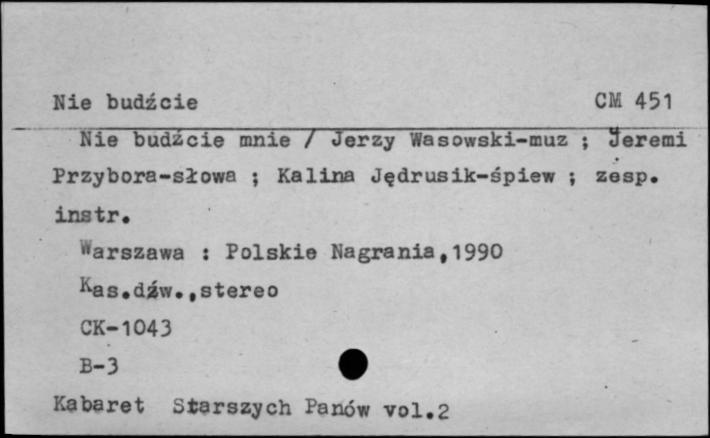 Nie budźcie CM 451
Nie budźcie mnie / Jerzy Wasowski-muz ; Jeremi
Przybora-słowa ; Kalina Jędrusik-śpiew ; zesp.
instr.
Warszawa : Polskie Nagrania,1990
Kas.dźw.,stereo
CK-1043
B-3
Kabaret Starszych Panów vol.2